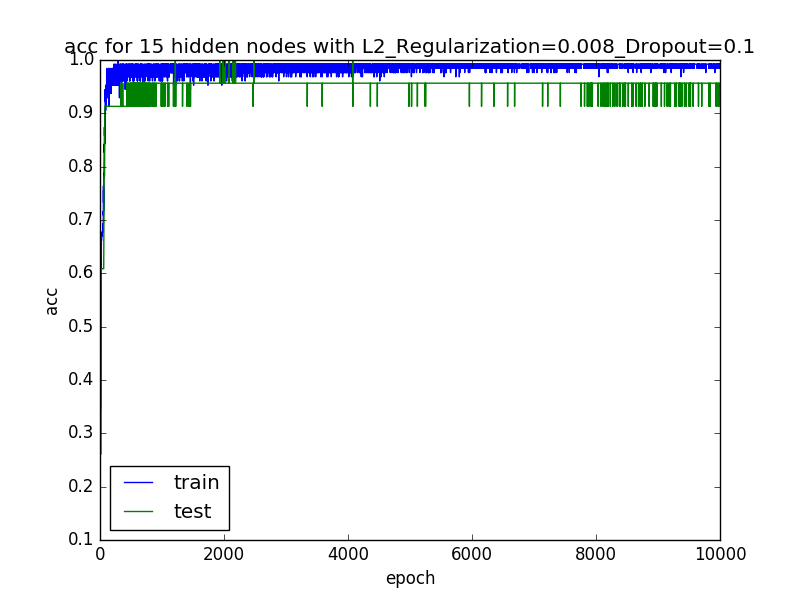 acc for 15 hidden nodes with L2_Regularization=0.008_Dropout=0.1
1.0
0.9
0.8
0.7
0.6
0.5
0.4
0.3
0.2
0.1
acc
train
test
0 2000 4000 6000 8000 10000
epoch